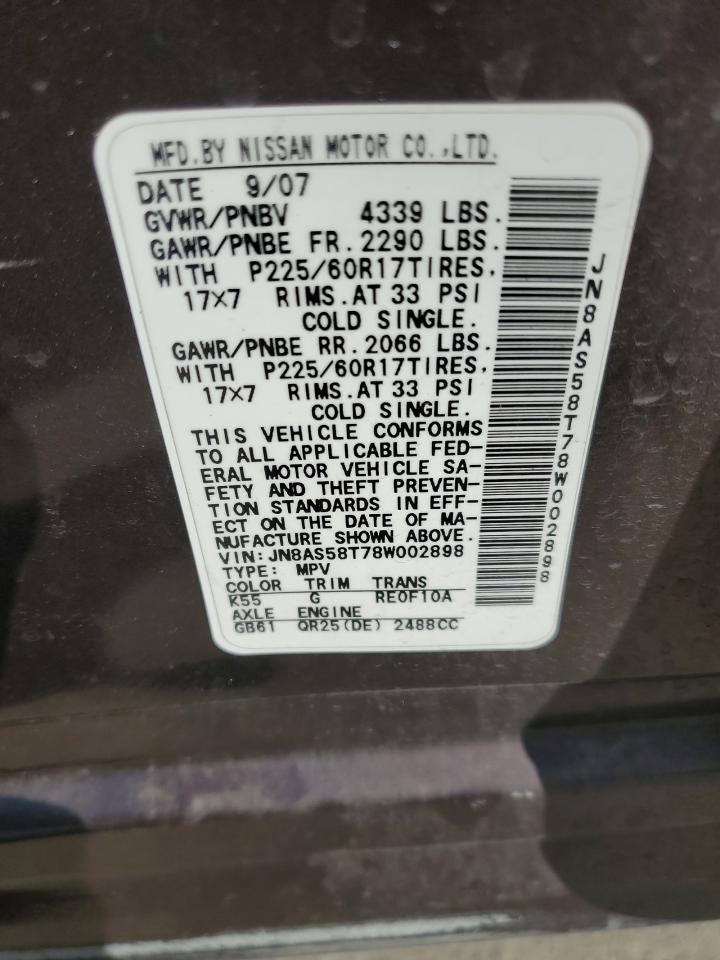 MFD.BY NISSAN MOTOR CO.,LTD.
DATE 9/07
GVWR/PNBV 4339 LBS.
GAWR/PNBE FR.2290 LBS.
WITH P225/60R17TIRES,
17×7 RIMS.AT 33 PSI
COLD SINGLE.
GAWR/PNBE RR.2066 LBS.
WITH P225/60R17TIRES,
17×7 RIMS.AT 33 PSI
COLD SINGLE.
THIS VEHICLE CONFORMS
TO ALL APPLICABLE FED-
ERAL MOTOR VEHICLE SA-
FETY AND THEFT PREVEN-
TION STANDARDS IN EFF-
ECT ON THE DATE OF MA-
NUFACTURE SHOWN ABOVE.
VIN:JN8AS58T78W002898
TYPE: MPV
COLOR TRIM TRANS
K55 G RE0F10A
AXLE ENGINE
GB61 QR25(DE) 2488CC
JN8AS58T78W002898